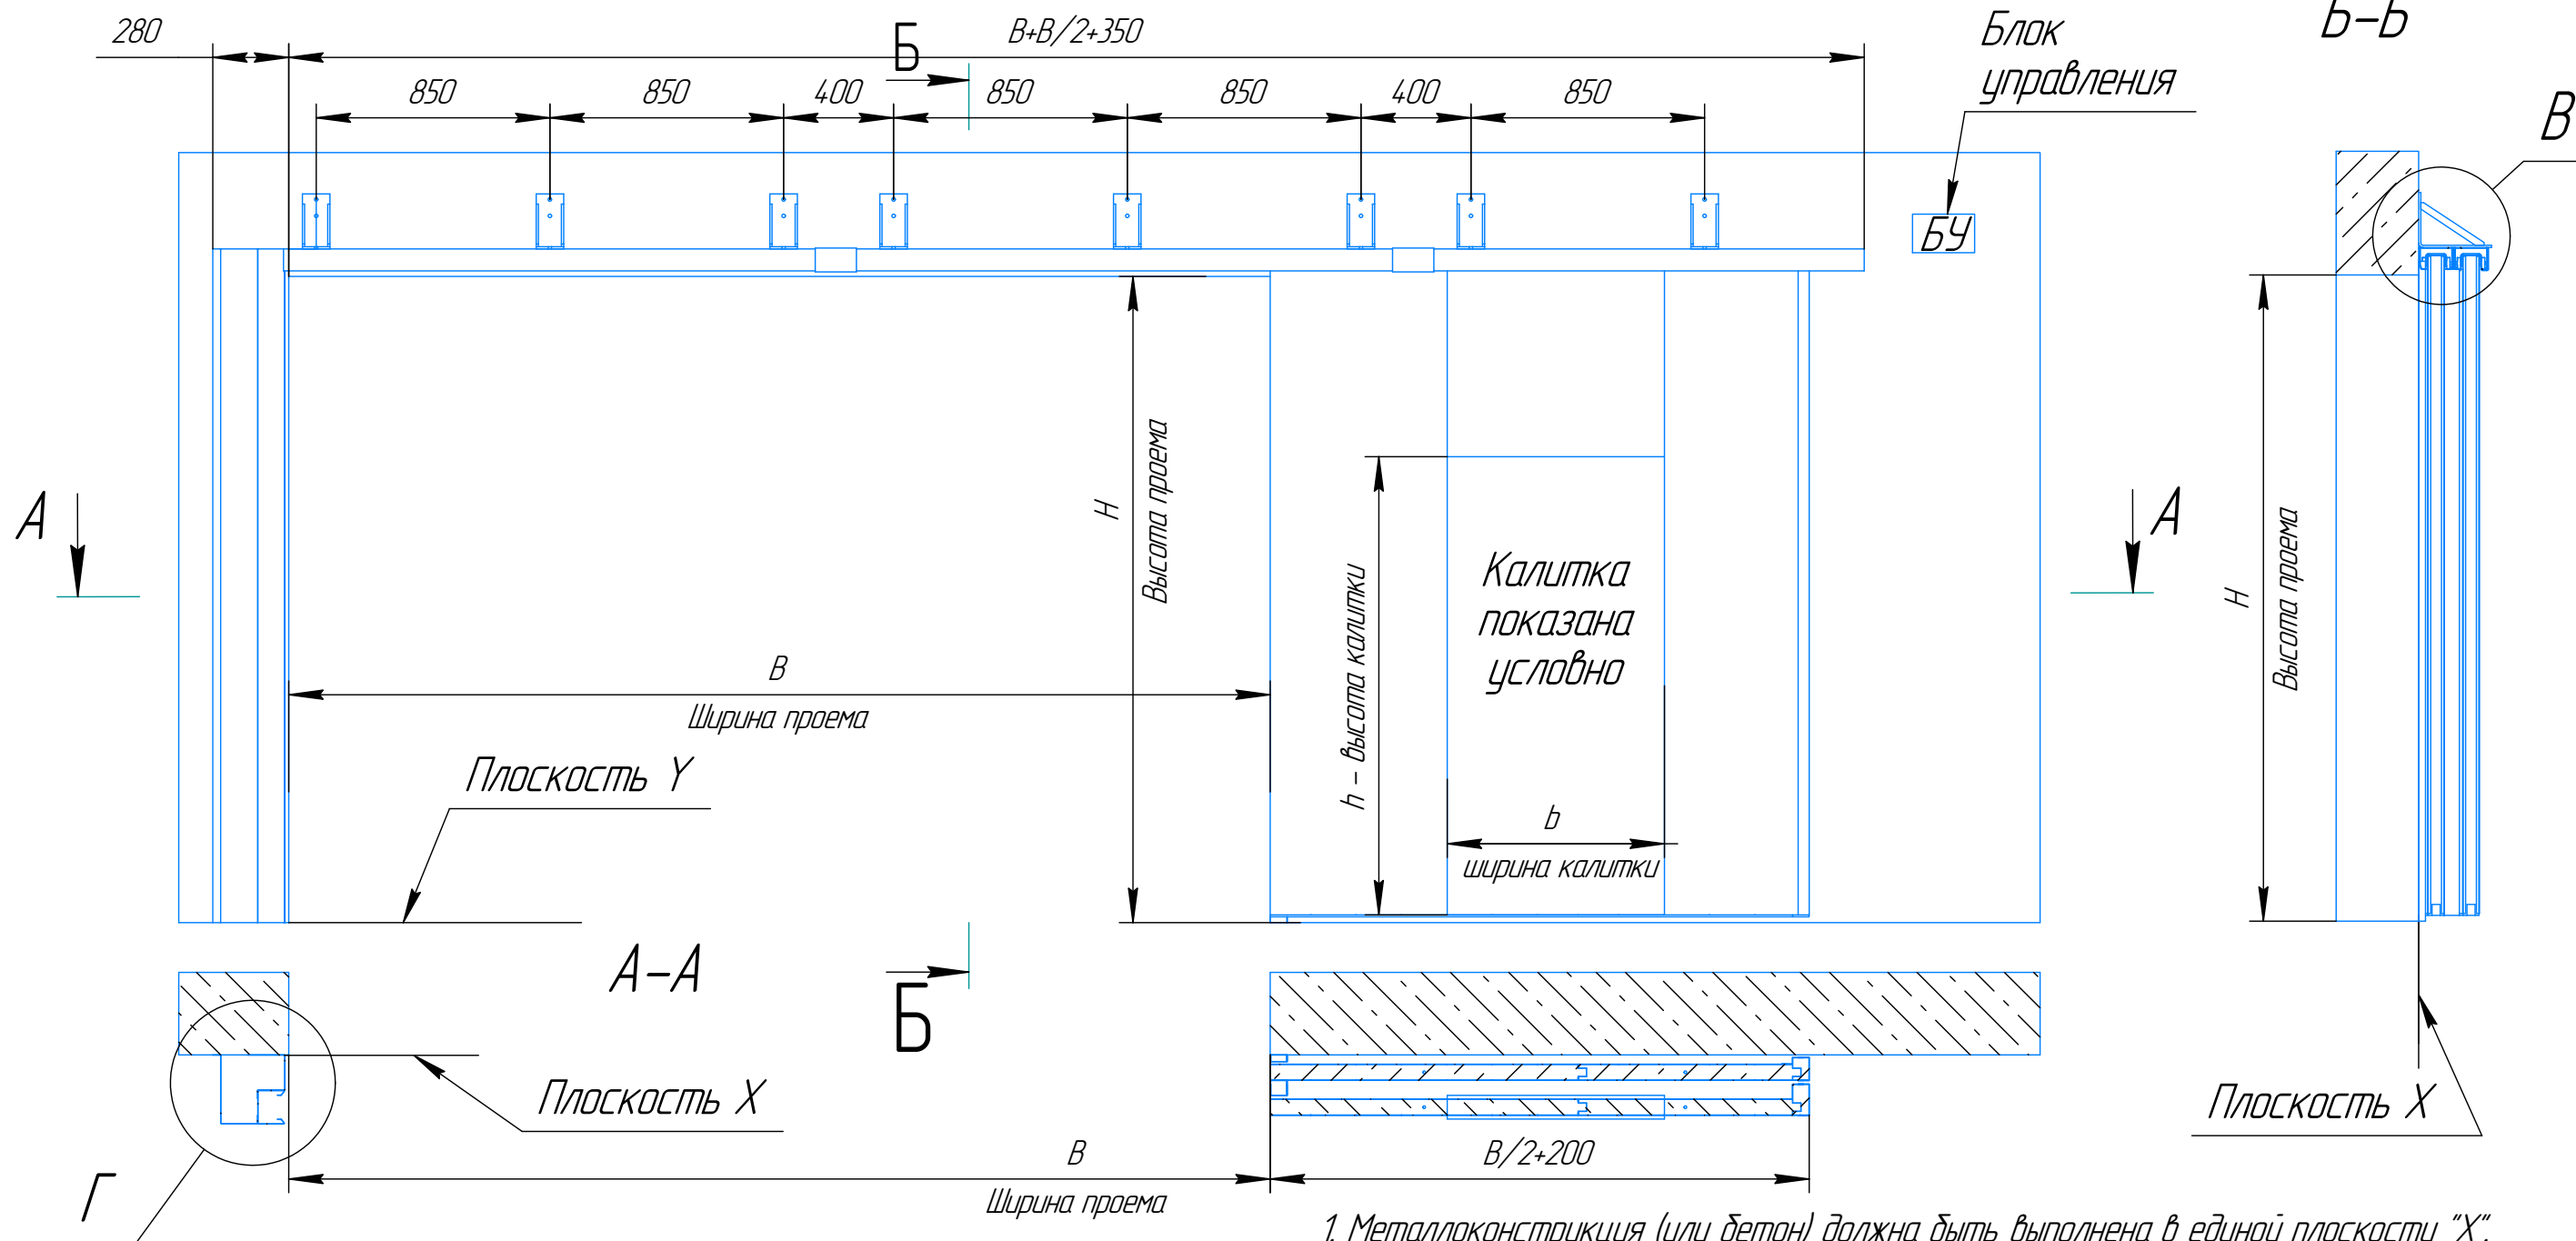 280
В+В/2+350
Б
Б-Б
Блок
управления
850
850
400
850
850
400
850
В
БУ
А
А
Н
Высота проема
Н
Высота проема
h - высота калитки
Калитка
показана
условно
В
Ширина проема
Плоскость Y
b
ширина калитки
А-А
Б
Плоскость Х
Плоскость Х
Г
В
Ширина проема
В/2+200
1. Металлоконструкция (или бетон) должна быть выполнена в единой плоскости "Х".